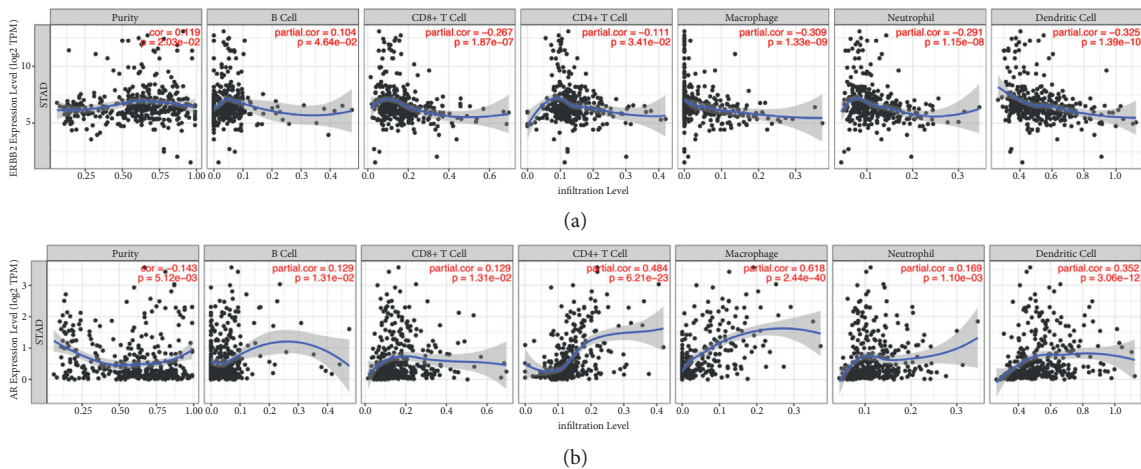 Purity B Cell CD8+ T Cell CD4+ T Cell Macrophage Neutrophil Dendritic Cell
cor = 0.119 partial.cor = 0.104 partial.cor = −0.267 partial.cor = −0.111 partial.cor = −0.309 partial.cor = −0.291 partial.cor = −0.325
p = 2.03e−02 p = 4.64e−02 p = 1.87e−07 p = 3.41e−02 p = 1.33e−09 p = 1.15e−08 p = 1.39e−10
ERBB2 Expression Level (log2 TPM)
STAD
10
5
0.25 0.50 0.75 1.00 0.0 0.1 0.2 0.3 0.4 0.0 0.2 0.4 0.6 0.0 0.1 0.2 0.3 0.4 0.0 0.1 0.2 0.3 0.1 0.2 0.3 0.4 0.6 0.8 1.0
infiltration Level
(a)
Purity B Cell CD8+ T Cell CD4+ T Cell Macrophage Neutrophil Dendritic Cell
cor = −0.143 partial.cor = 0.129 partial.cor = 0.129 partial.cor = 0.484 partial.cor = 0.618 partial.cor = 0.169 partial.cor = 0.352
p = 5.12e−03 p = 1.31e−02 p = 1.31e−02 p = 6.21e−23 p = 2.44e−40 p = 1.10e−03 p = 3.06e−12
AR Expression Level (log2 TPM)
STAD
3
2
1
0
0.25 0.50 0.75 1.00 0.0 0.1 0.2 0.3 0.4 0.0 0.2 0.4 0.6 0.0 0.1 0.2 0.3 0.4 0.0 0.1 0.2 0.3 0.1 0.2 0.3 0.4 0.6 0.8 1.0
infiltration Level
(b)